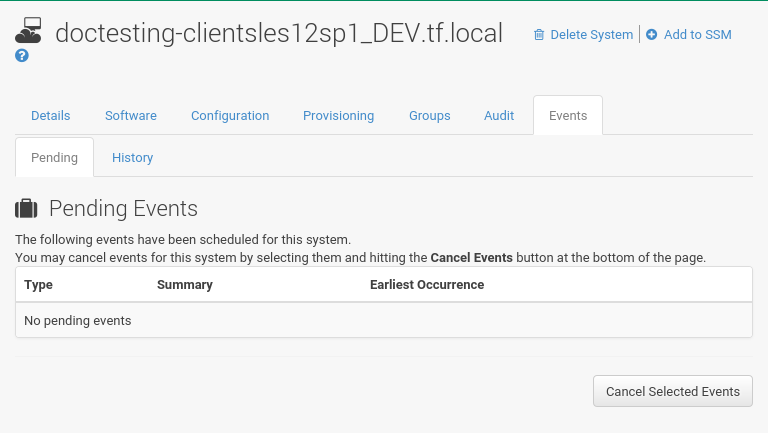 doctesting-clientsles12sp1_DEV.tf.local
Delete System
Add to SSM
?
Details
Software
Configuration
Provisioning
Groups
Audit
Events
Pending
History
Pending Events
The following events have been scheduled for this system.
You may cancel events for this system by selecting them and hitting the Cancel Events button at the bottom of the page.
Type
Summary
Earliest Occurrence
No pending events
Cancel Selected Events